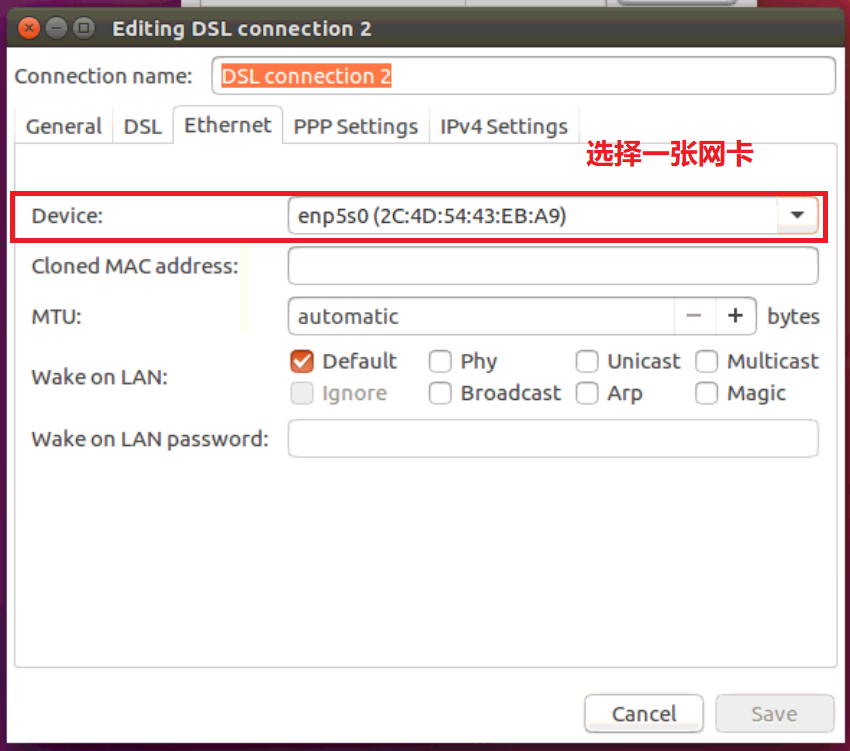 Editing DSL connection 2
Connection name: DSL connection 2
General DSL Ethernet PPP Settings IPv4 Settings
选择一张网卡
Device: enp5s0 (2C:4D:54:43:EB:A9)
Cloned MAC address:
MTU: automatic − + bytes
Wake on LAN: Default Phy Unicast Multicast
Ignore Broadcast Arp Magic
Wake on LAN password:
Cancel Save